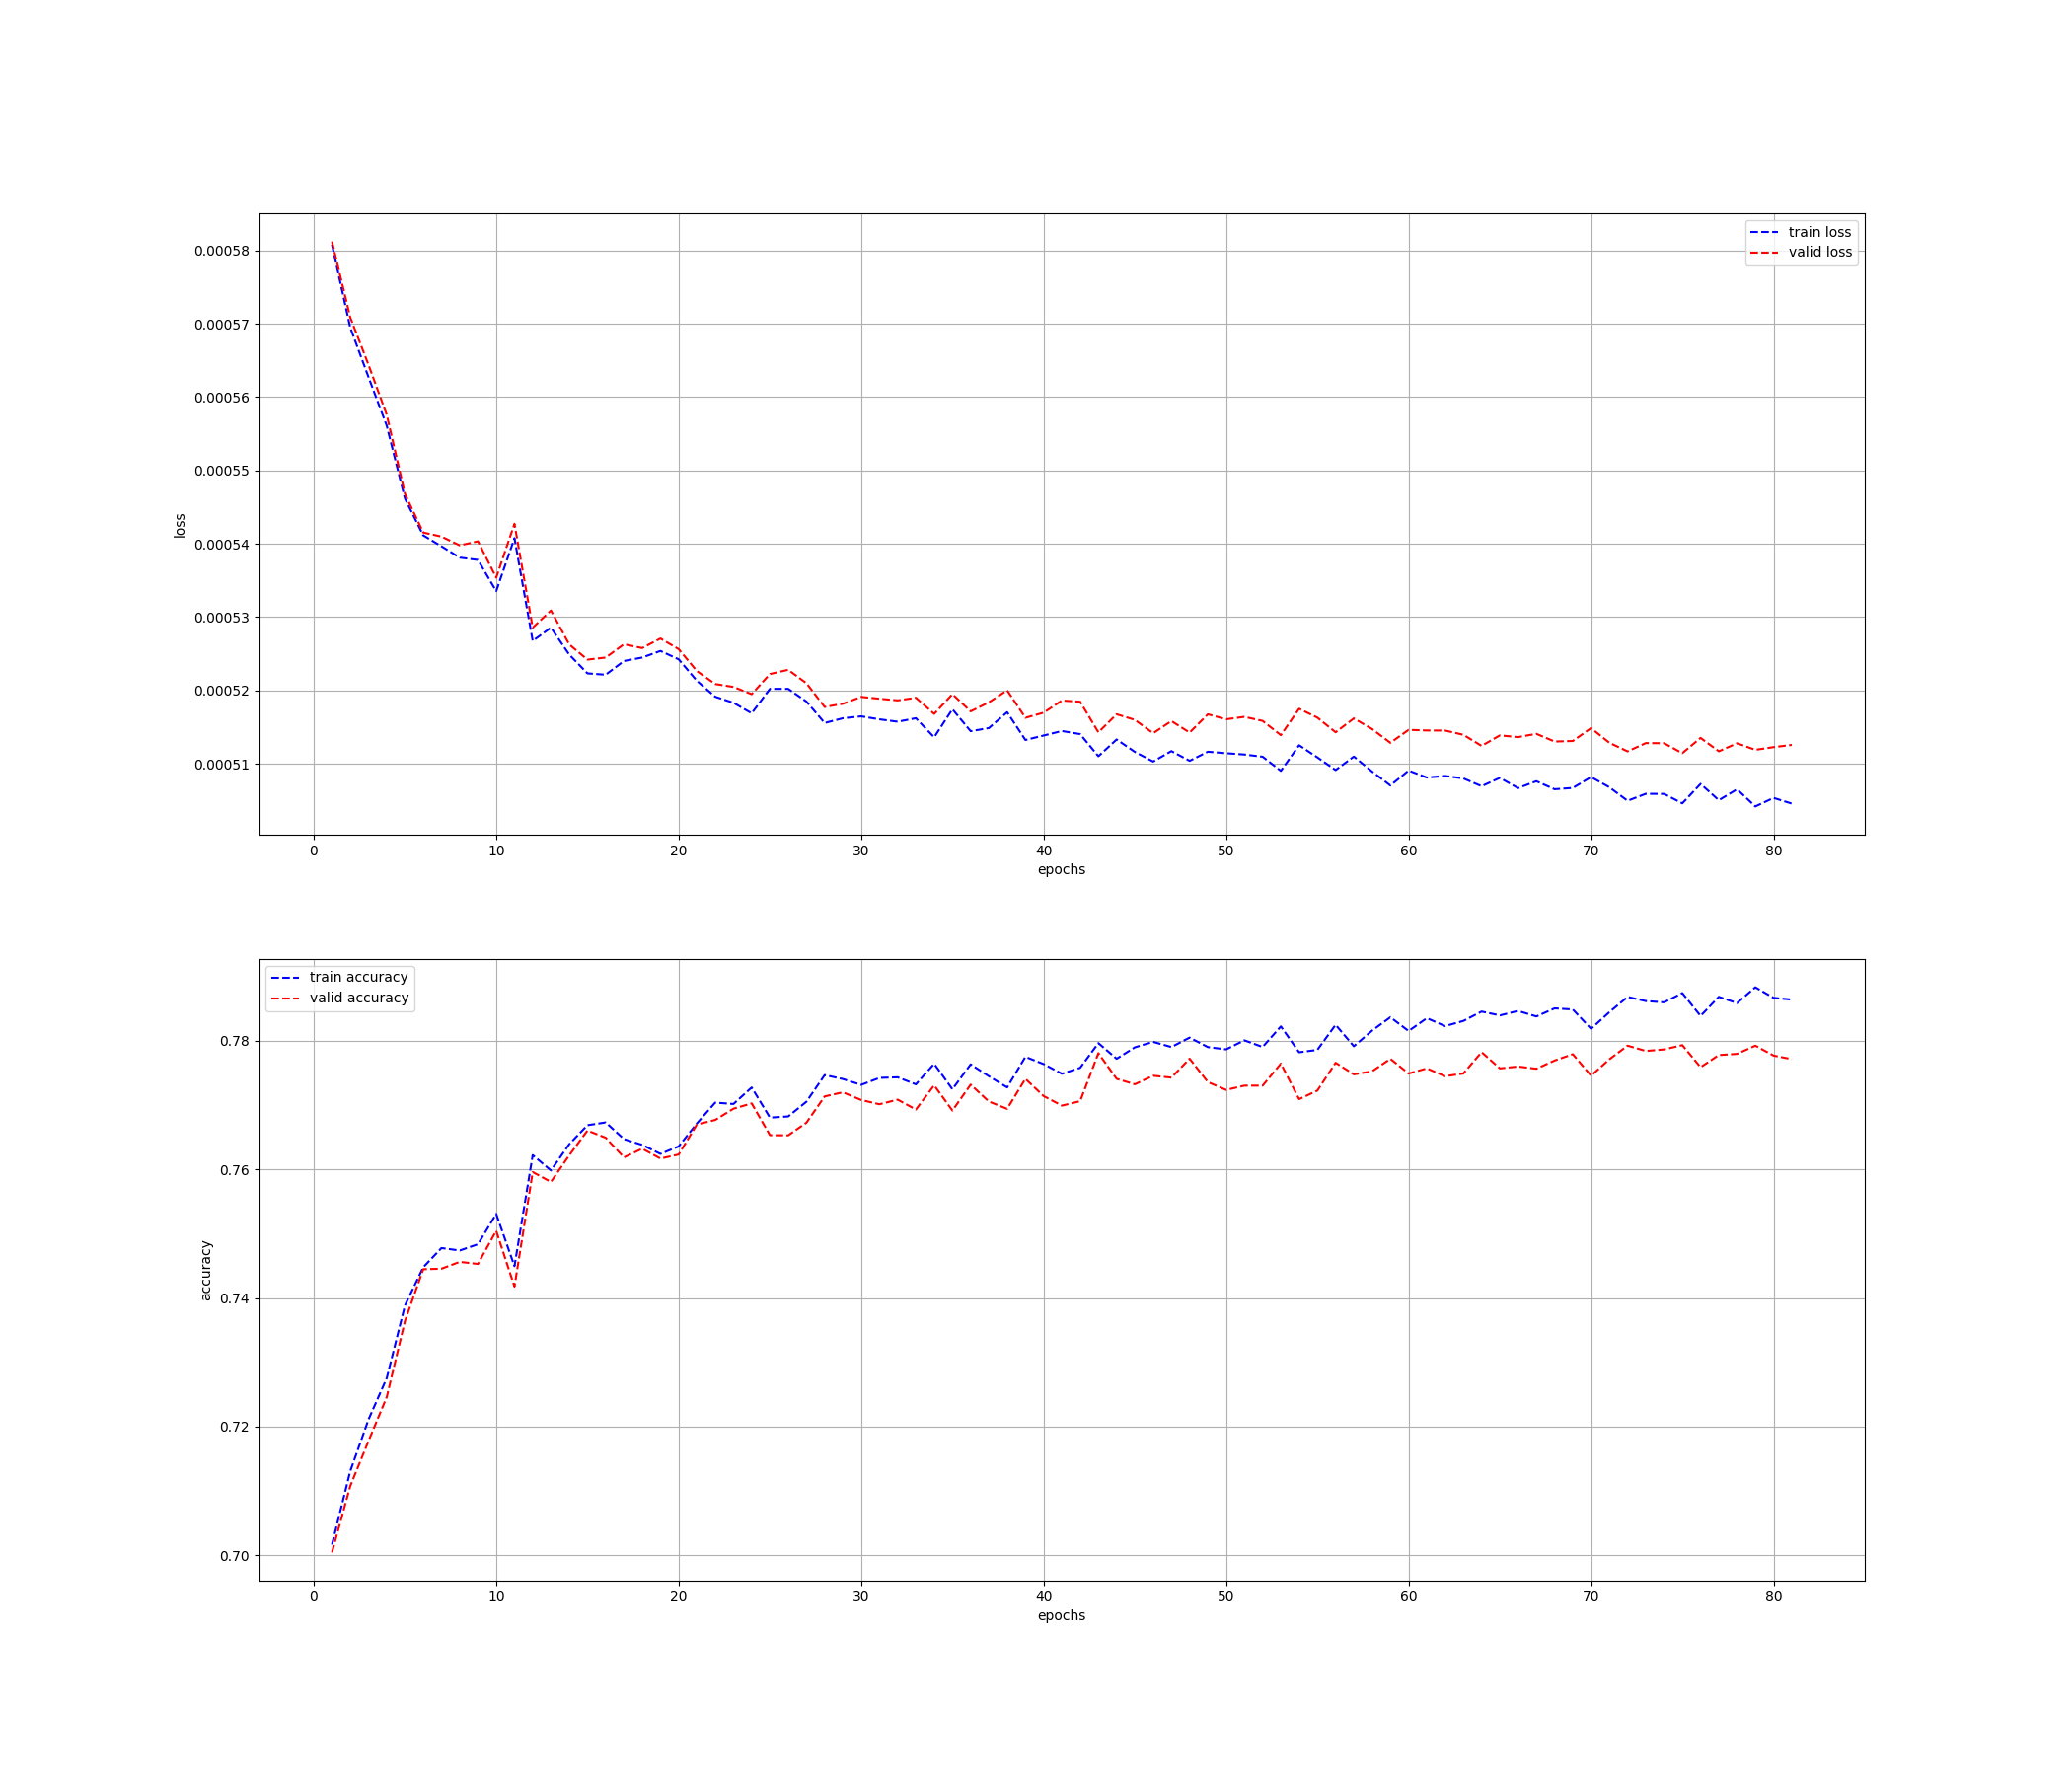 train loss
valid loss
0.00058
0.00057
0.00056
0.00055
0.00054
0.00053
0.00052
0.00051
loss
0 10 20 30 40 50 60 70 80
epochs
train accuracy
valid accuracy
0.78
0.76
0.74
0.72
0.70
accuracy
0 10 20 30 40 50 60 70 80
epochs